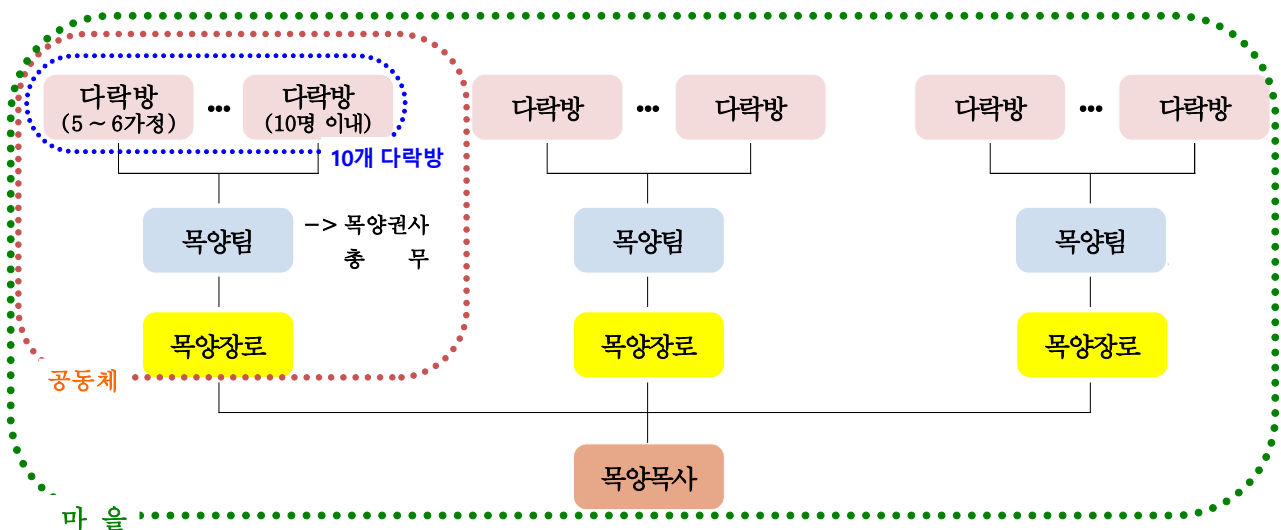 다락방
(5 ~ 6가정)
•••
다락방
(10명 이내)
다락방
•••
다락방
다락방
•••
다락방
10개 다락방
목양팀
-> 목양권사
총 무
목양팀
목양팀
목양장로
목양장로
목양장로
공동체
목양목사
마 을